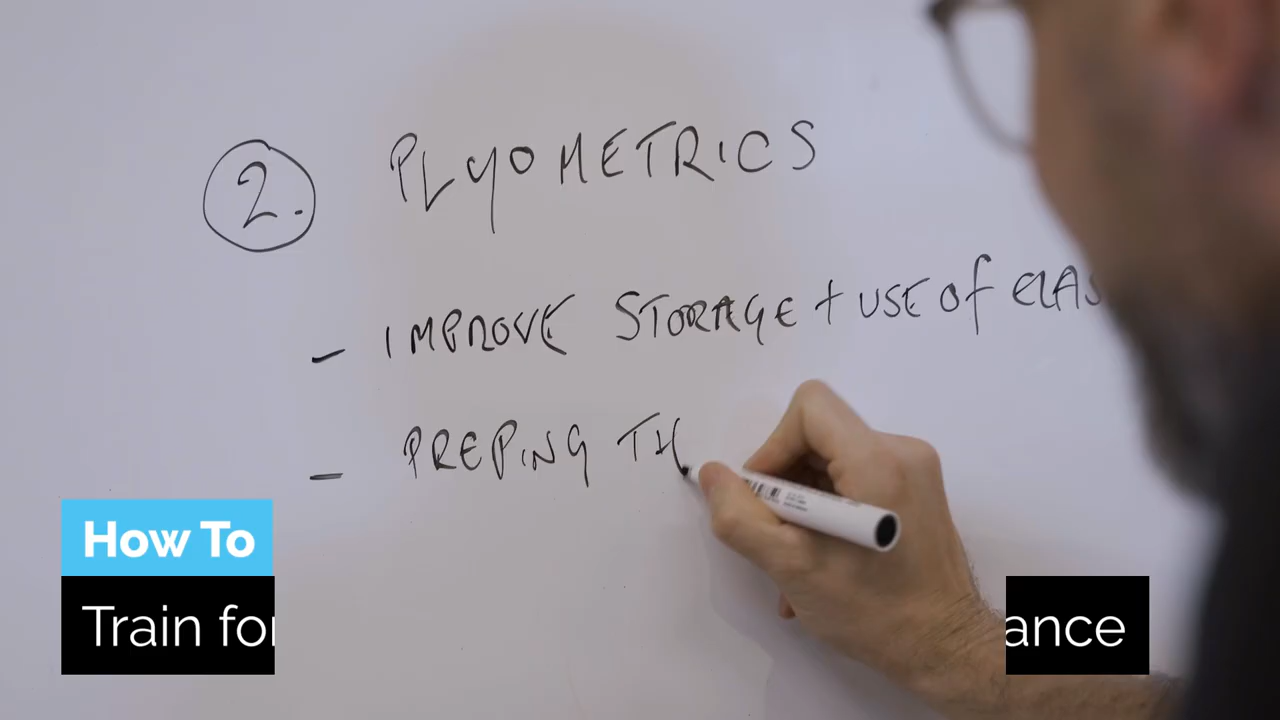 2. PLYOMETRICS
- IMPROVE STORAGE + USE OF ELAS
- PREPING TH
How To
Train for ance